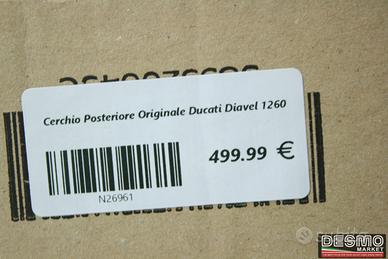 Cerchio Posteriore Originale Ducati Diavel 1260
499.99 €
N26961
DESMO
MARKET